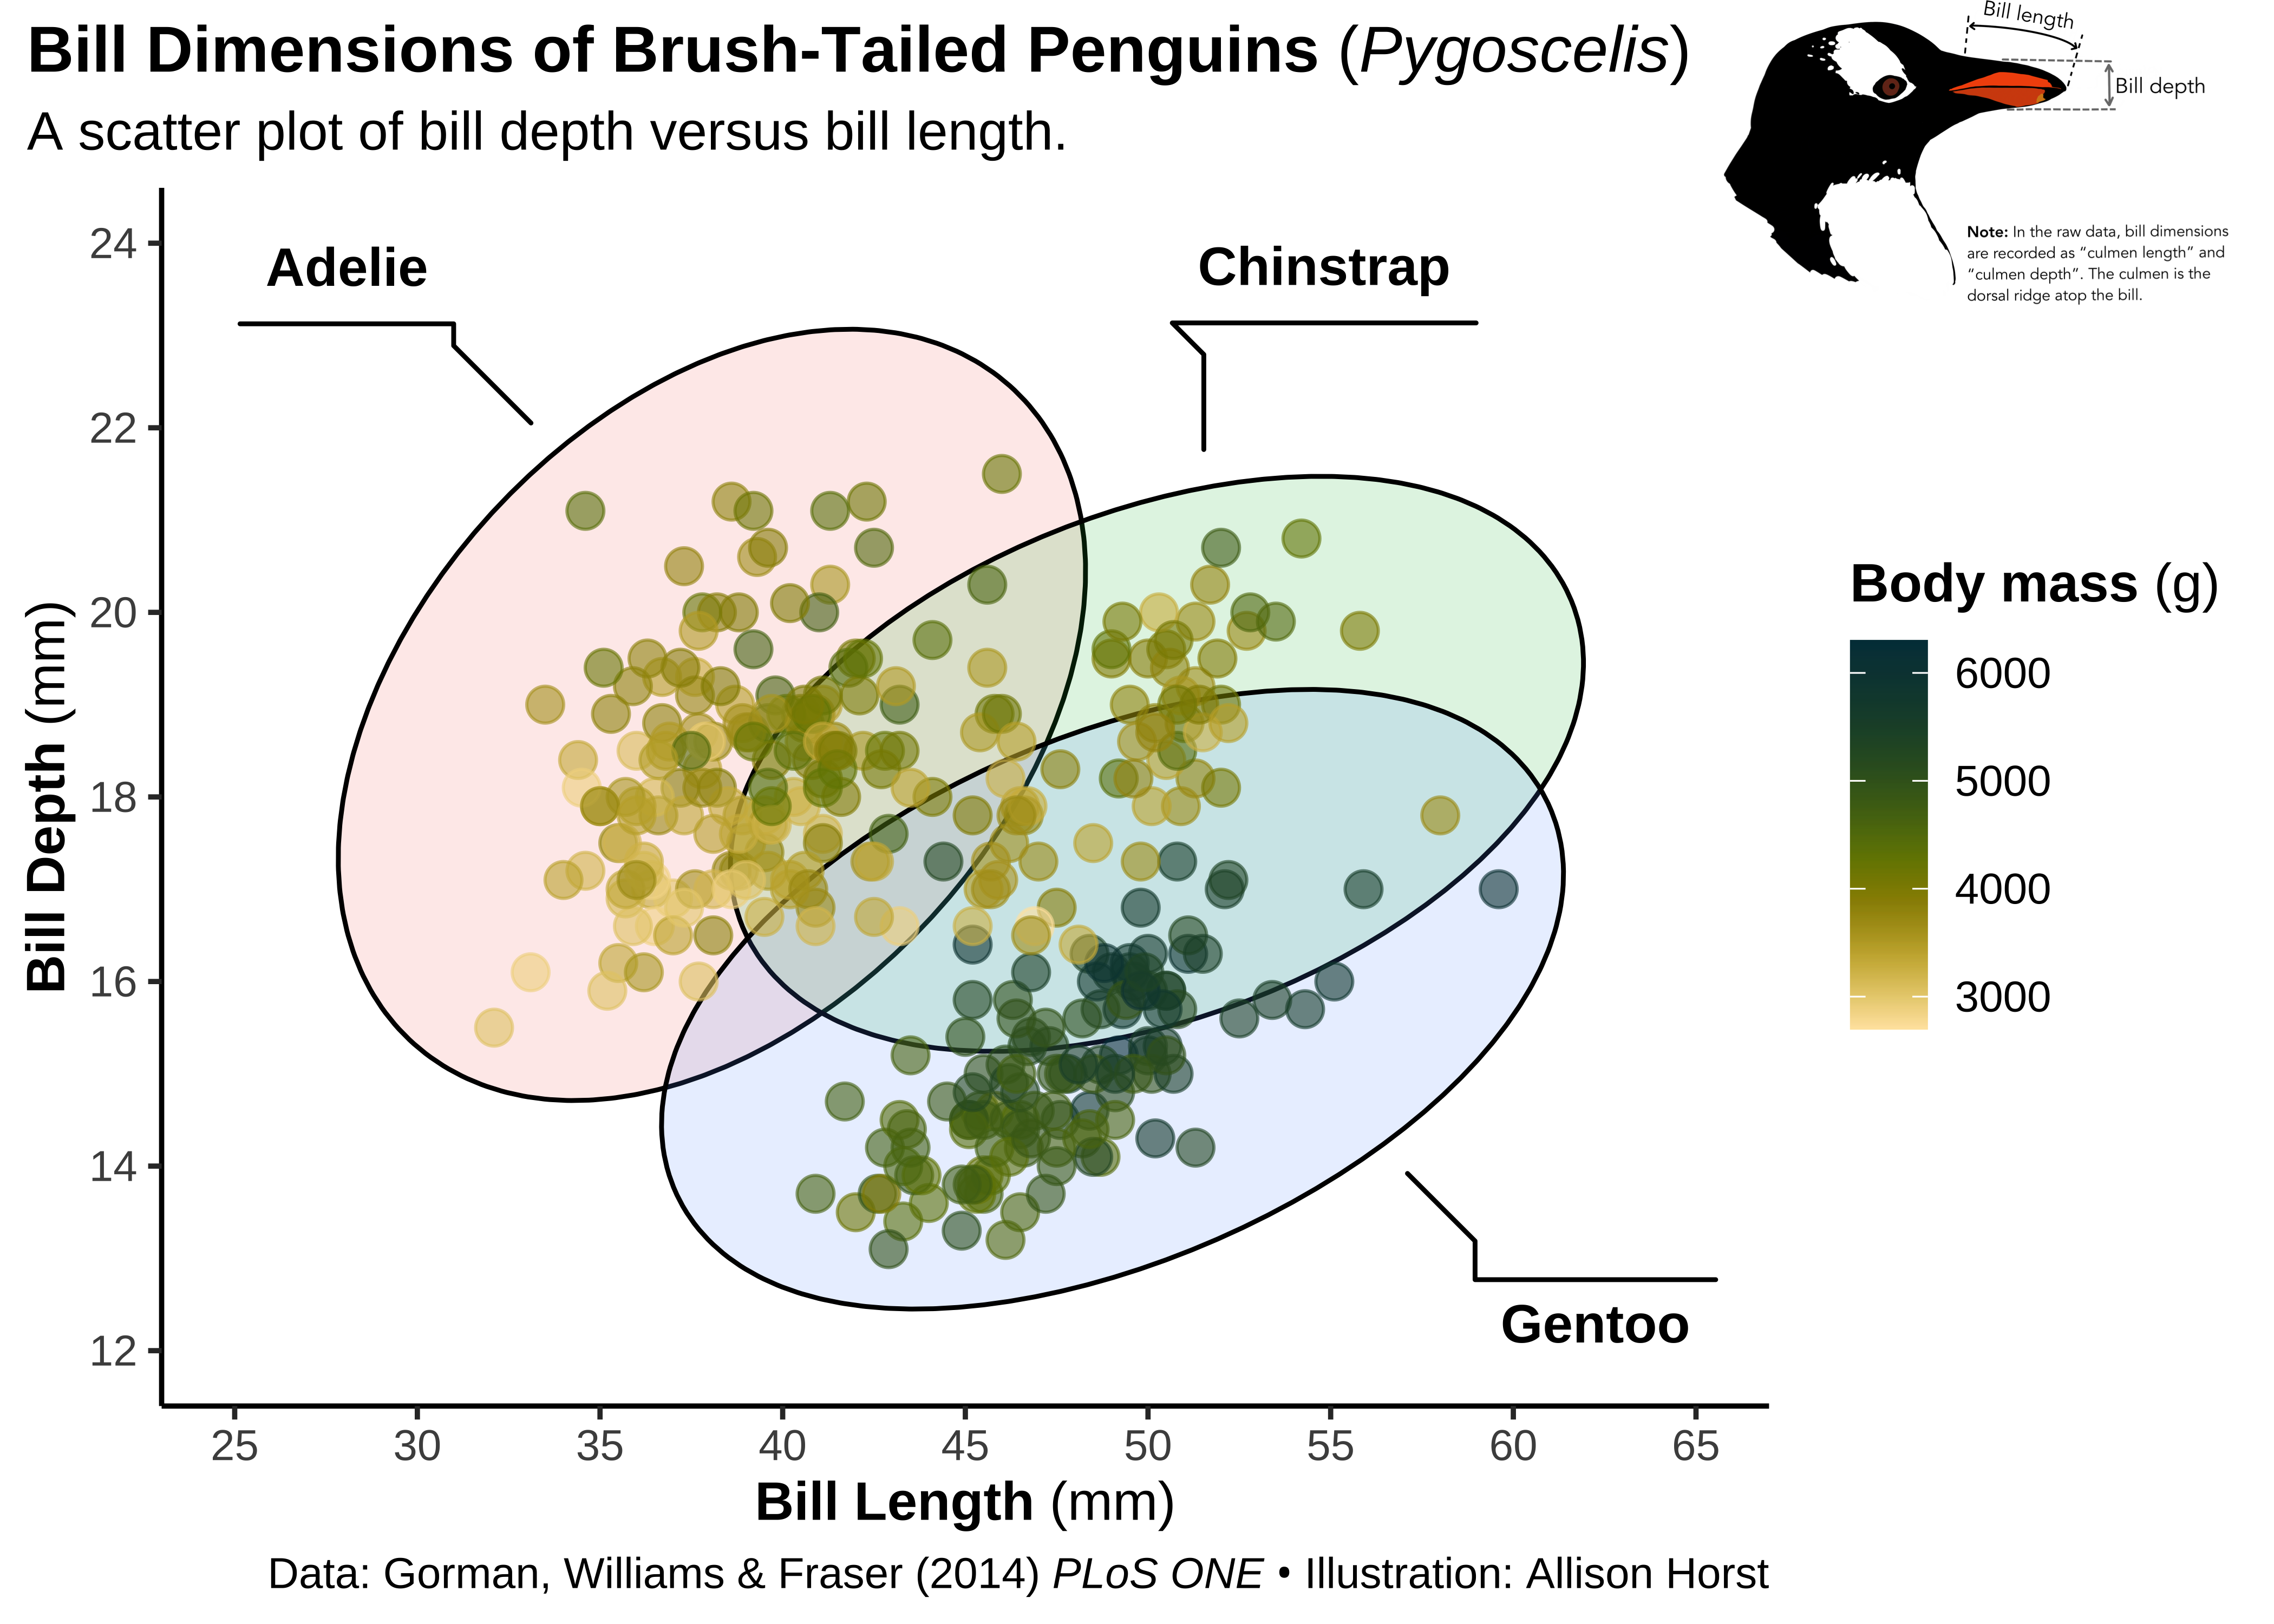 Bill Dimensions of Brush-Tailed Penguins (Pygoscelis)
A scatter plot of bill depth versus bill length.
Bill length
Bill depth
Note: In the raw data, bill dimensions
are recorded as “culmen length” and
“culmen depth”. The culmen is the
dorsal ridge atop the bill.
Adelie
Chinstrap
Gentoo
Bill Depth (mm)
24
22
20
18
16
14
12
25 30 35 40 45 50 55 60 65
Bill Length (mm)
Body mass (g)
6000
5000
4000
3000
Data: Gorman, Williams & Fraser (2014) PLoS ONE • Illustration: Allison Horst